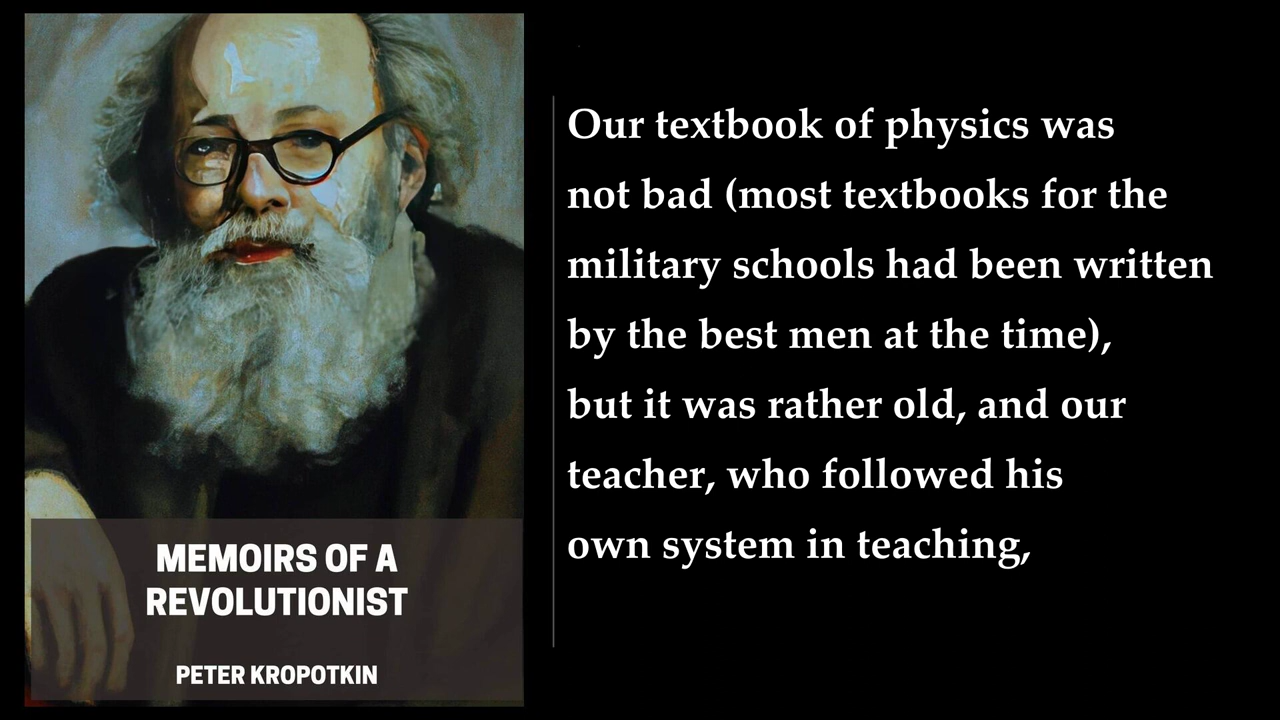 MEMOIRS OF A
REVOLUTIONIST
PETER KROPOTKIN
Our textbook of physics was
not bad (most textbooks for the
military schools had been written
by the best men at the time),
but it was rather old, and our
teacher, who followed his
own system in teaching,